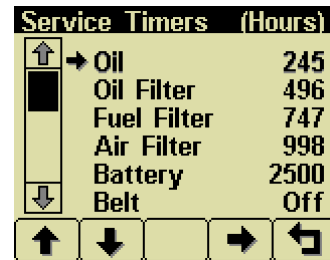 Service Timers (Hours)
Oil 245
Oil Filter 496
Fuel Filter 747
Air Filter 998
Battery 2500
Belt Off